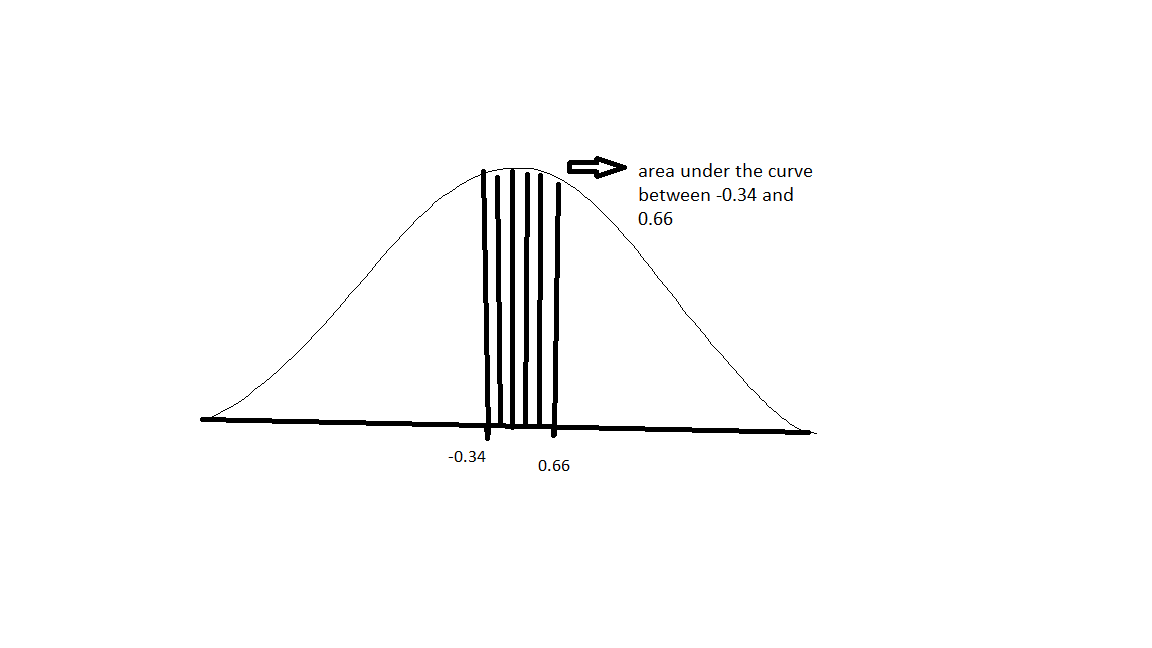 area under the curve
between -0.34 and
0.66
-0.34
0.66